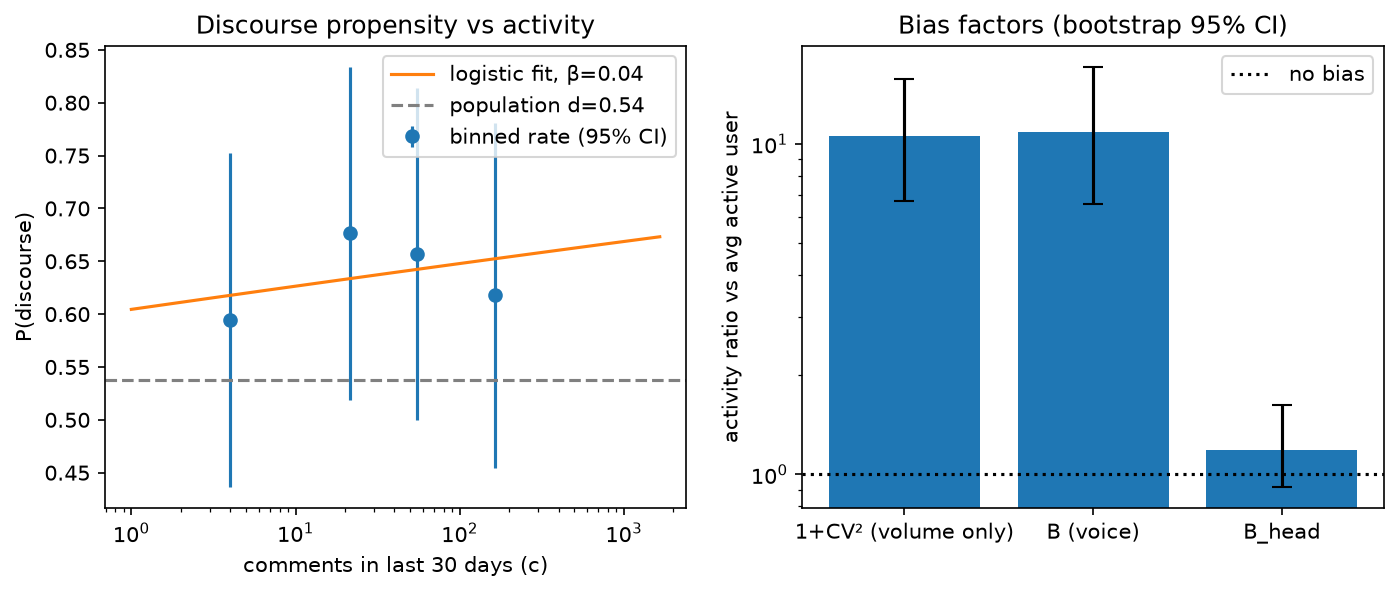 Discourse propensity vs activity
P(discourse)
0.85
0.80
0.75
0.70
0.65
0.60
0.55
0.50
0.45
logistic fit, β=0.04
population d=0.54
binned rate (95% CI)
10⁰
10¹
10²
10³
comments in last 30 days (c)
Bias factors (bootstrap 95% CI)
activity ratio vs avg active user
10¹
10⁰
no bias
1+CV² (volume only)
B (voice)
B_head